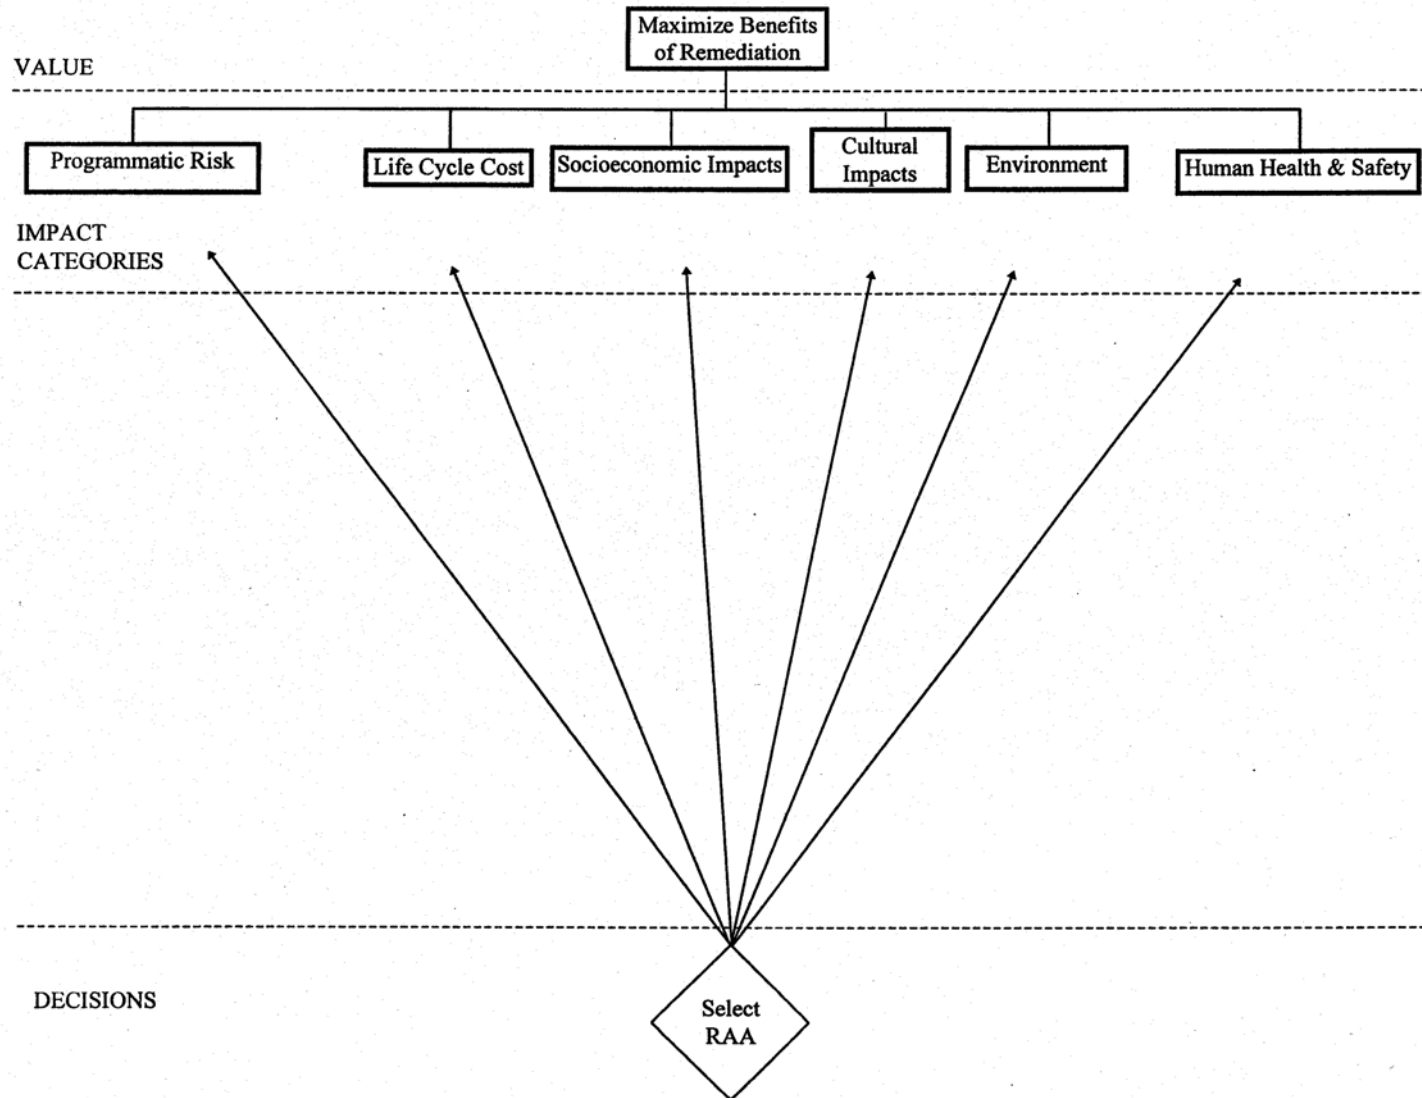 Maximize Benefits
of Remediation
VALUE
Programmatic Risk
Life Cycle Cost
Socioeconomic Impacts
Cultural
Impacts
Environment
Human Health & Safety
IMPACT
CATEGORIES
DECISIONS
Select
RAA